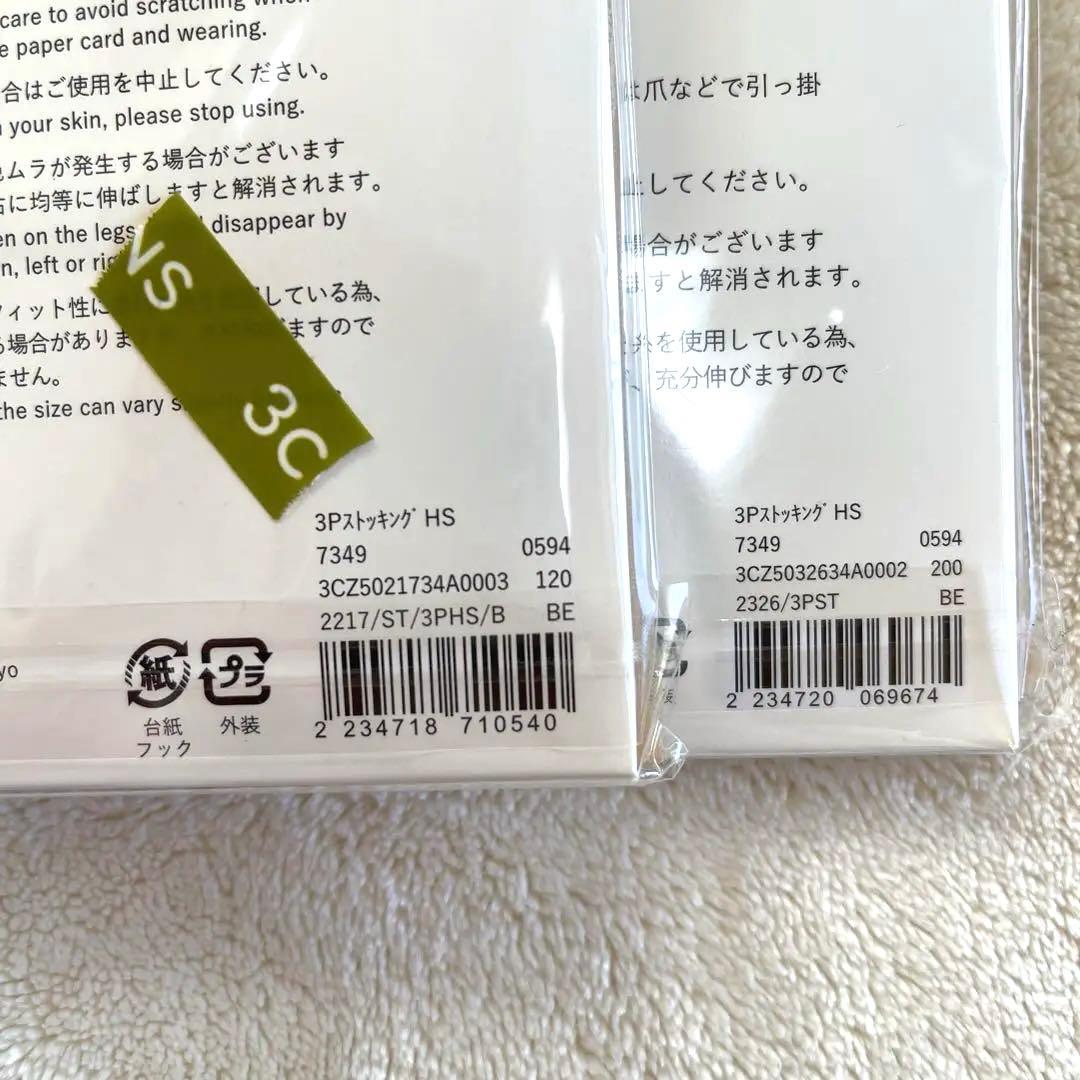 care to avoid scratching when
e paper card and wearing.
合はご使用を中止してください。
your skin, please stop using.
ムラが発生する場合がございます
に均等に伸ばしますと解消されます。
en on the legs disappear by
n, left or
フィット性に している為、
る場合があります ますので
ません。
the size can vary
NS
3C
3Pｽﾄｯｷﾝｸﾞ HS
7349 0594
3CZ5021734A0003 120
2217/ST/3PHS/B BE
2 234718 710540
yo
紙
プラ
台紙
フック
外装
は爪などで引っ掛
止してください。
場合がございます
ますと解消されます。
糸を使用している為、
、充分伸びますので
3Pｽﾄｯｷﾝｸﾞ HS
7349 0594
3CZ5032634A0002 200
2326/3PST BE
2 234720 069674